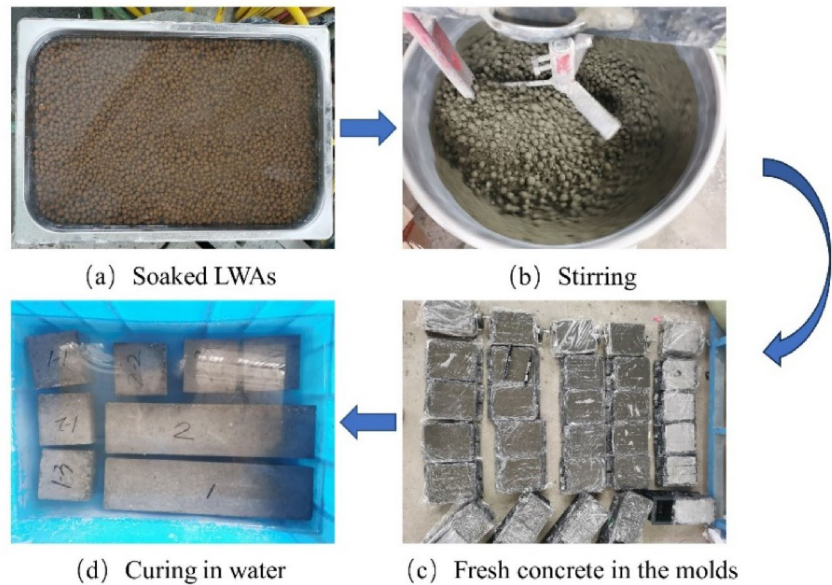 (a) Soaked LWAs
(b) Stirring
1-1
1-2
2-1
2
1-3
1
(d) Curing in water
(c) Fresh concrete in the molds